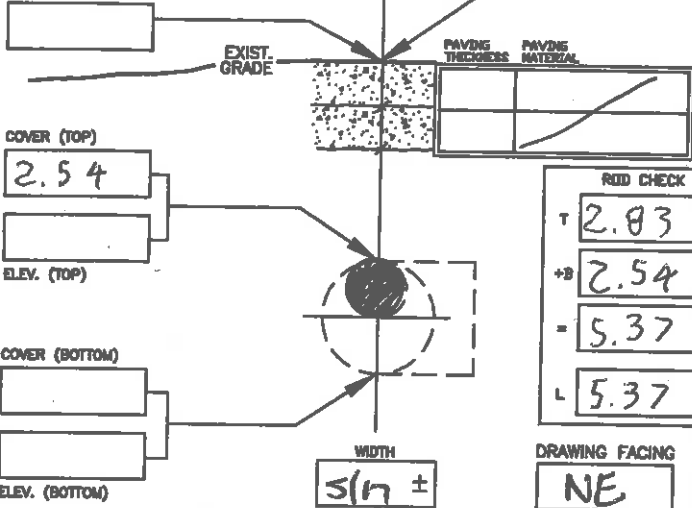 EXIST.
GRADE
PAVING
THICKNESS
PAVING
MATERIAL
COVER (TOP)
2.54
ELEV. (TOP)
ROD CHECK
T 2.83
+B 2.54
= 5.37
L 5.37
COVER (BOTTOM)
ELEV. (BOTTOM)
WIDTH
±
DRAWING FACING
NE